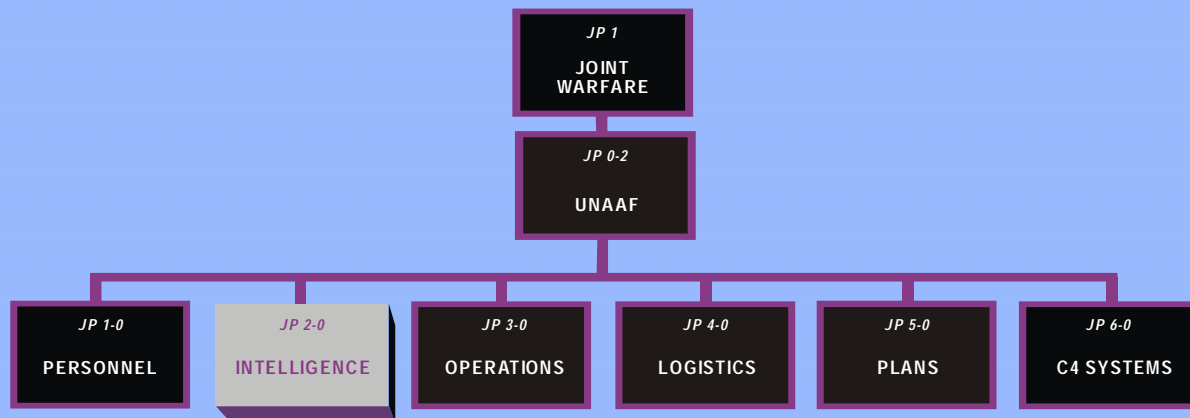 JP 1
JOINT
WARFARE
JP 0-2
UNAAF
JP 1-0
PERSONNEL
JP 2-0
INTELLIGENCE
JP 3-0
OPERATIONS
JP 4-0
LOGISTICS
JP 5-0
PLANS
JP 6-0
C4 SYSTEMS